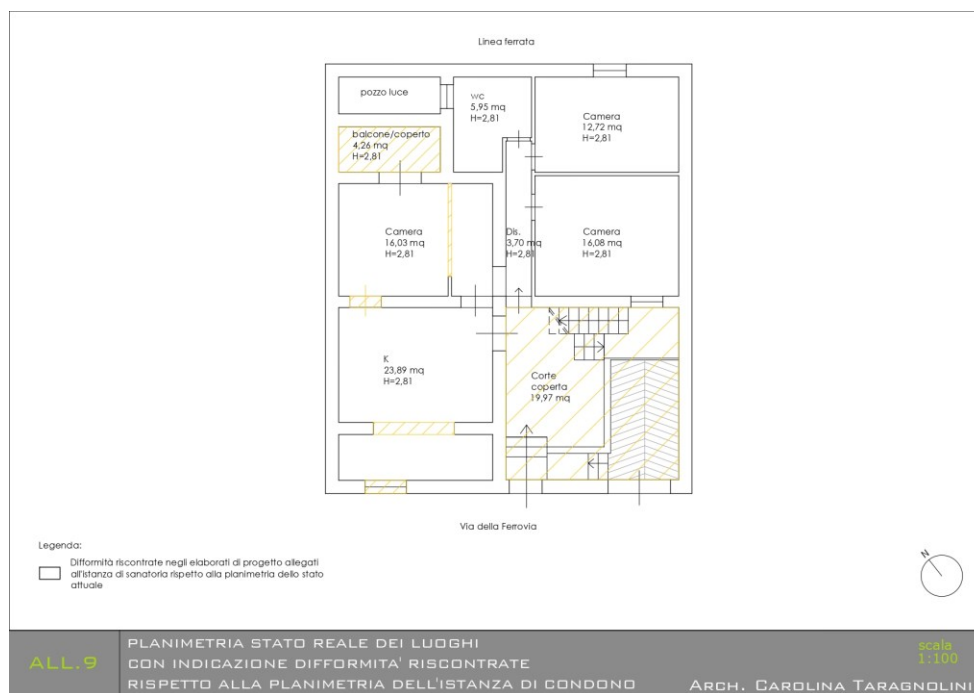 Linea ferrata
pozzo luce
wc
5,95 mq
H=2,81
Camera
12,72 mq
H=2,81
balcone/coperto
4,26 mq
H=2,81
Camera
16,03 mq
H=2,81
Dis.
3,70 mq
H=2,81
Camera
16,08 mq
H=2,81
K
23,89 mq
H=2,81
Corte
coperta
19,97 mq
Via della Ferrovia
Legenda:
Difformità riscontrate negli elaborati di progetto allegati
all'istanza di sanatoria rispetto alla planimetria dello stato
attuale
N
ALL.9
PLANIMETRIA STATO REALE DEI LUOGHI
CON INDICAZIONE DIFFORMITA' RISCONTRATE
RISPETTO ALLA PLANIMETRIA DELL'ISTANZA DI CONDONO
scala
1:100
ARCH. CAROLINA TARAGNOLINI